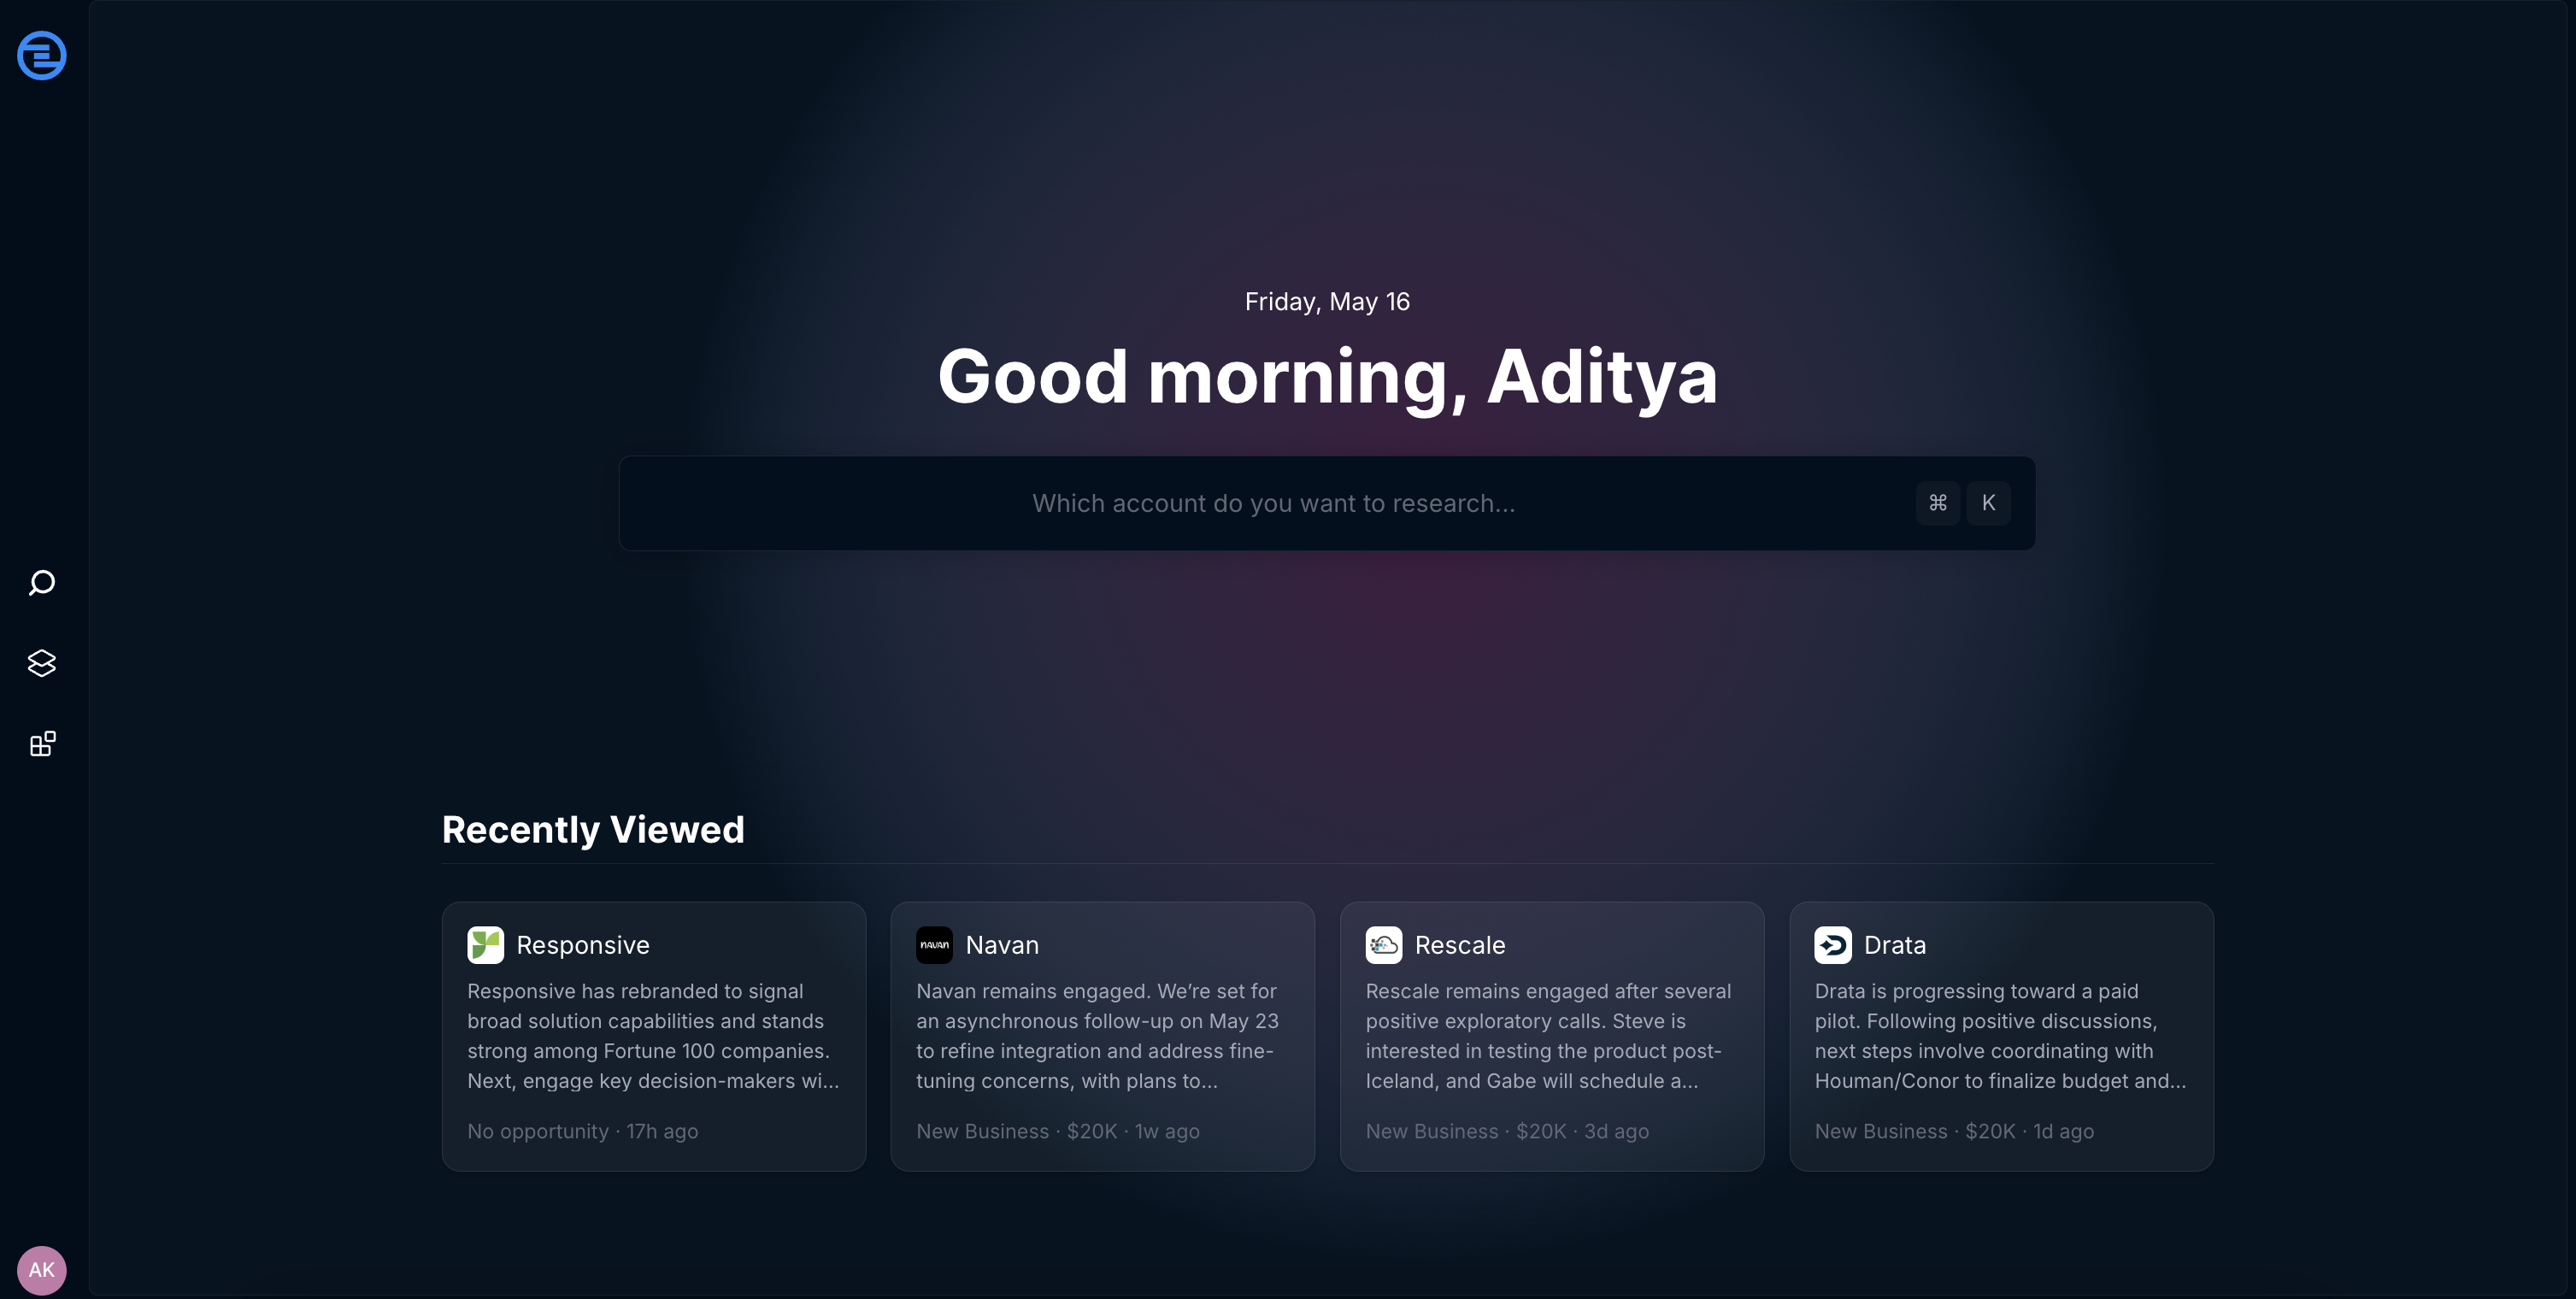 Friday, May 16
Good morning, Aditya
Which account do you want to research...
⌘ K
Recently Viewed
Responsive
Responsive has rebranded to signal
broad solution capabilities and stands
strong among Fortune 100 companies.
Next, engage key decision-makers wi...
No opportunity · 17h ago
NAVAN
Navan
Navan remains engaged. We’re set for
an asynchronous follow-up on May 23
to refine integration and address fine-
tuning concerns, with plans to...
New Business · $20K · 1w ago
Rescale
Rescale remains engaged after several
positive exploratory calls. Steve is
interested in testing the product post-
Iceland, and Gabe will schedule a...
New Business · $20K · 3d ago
Drata
Drata is progressing toward a paid
pilot. Following positive discussions,
next steps involve coordinating with
Houman/Conor to finalize budget and...
New Business · $20K · 1d ago
AK